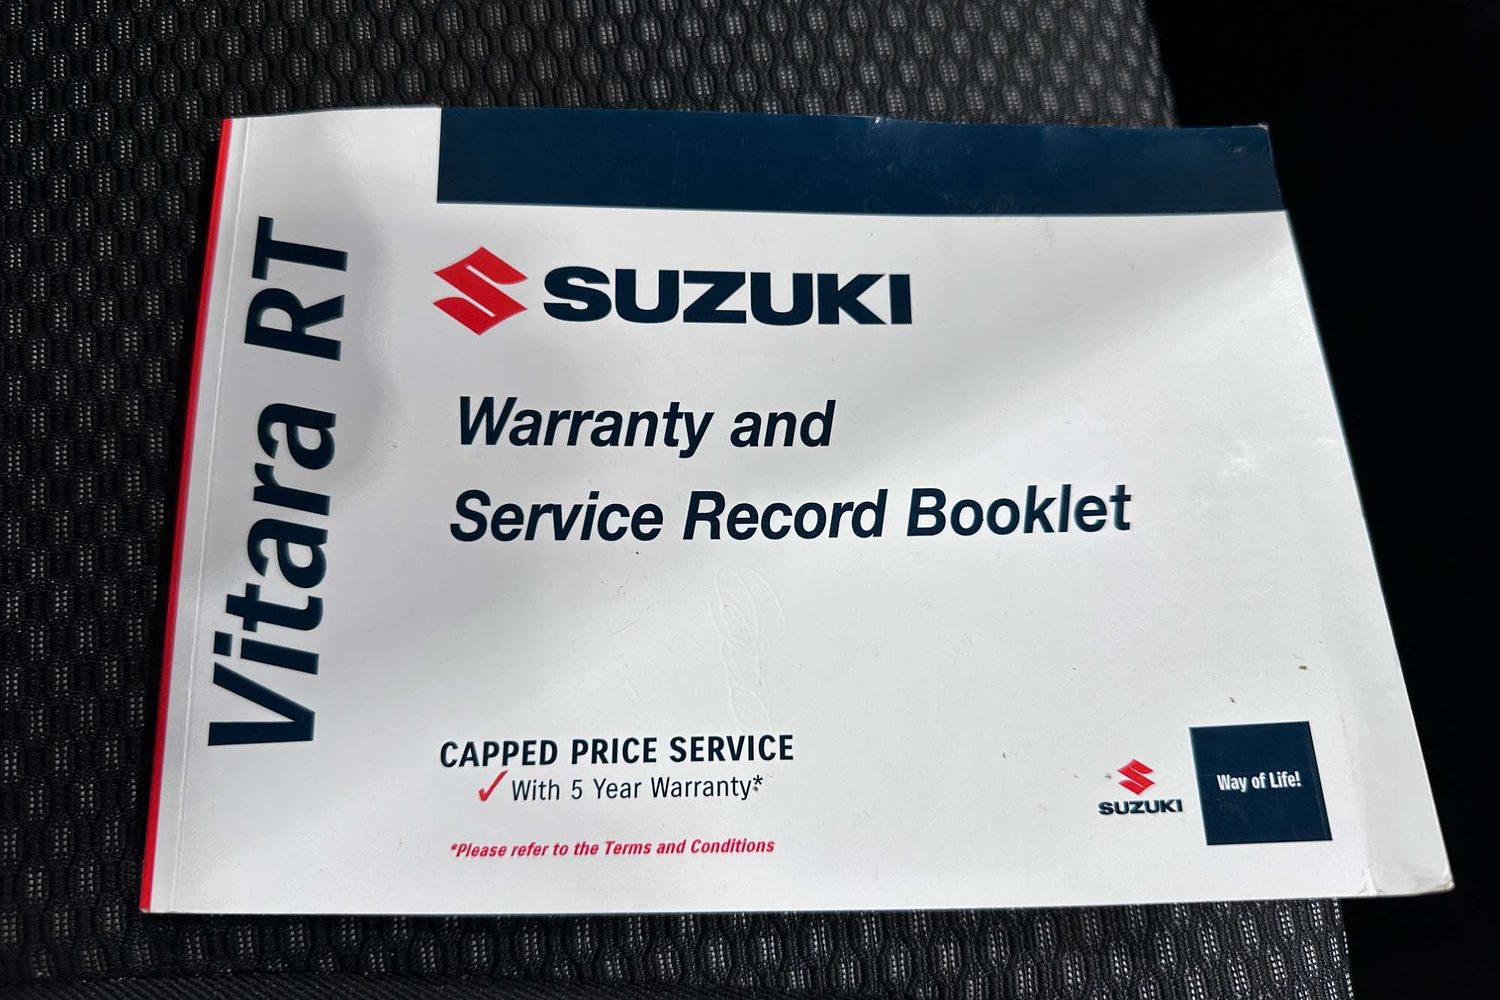 Vitara RT
SUZUKI
Warranty and
Service Record Booklet
CAPPED PRICE SERVICE
✓With 5 Year Warranty*
*Please refer to the Terms and Conditions
SUZUKI
Way of Life!